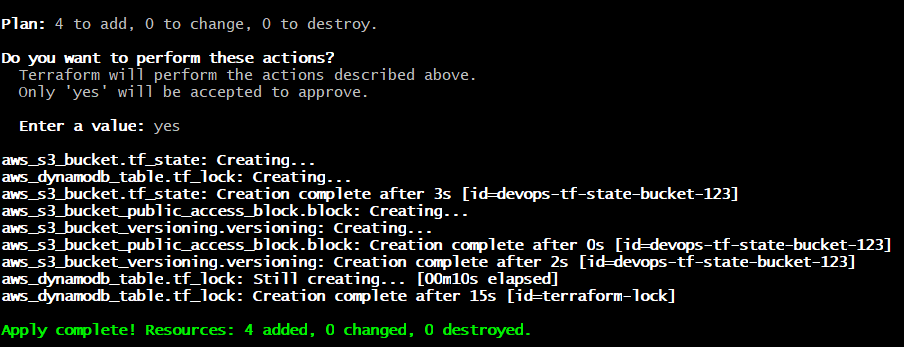 Plan: 4 to add, 0 to change, 0 to destroy.
Do you want to perform these actions?
Terraform will perform the actions described above.
Only 'yes' will be accepted to approve.
Enter a value: yes
aws_s3_bucket.tf_state: Creating...
aws_dynamodb_table.tf_lock: Creating...
aws_s3_bucket.tf_state: Creation complete after 3s [id=devops-tf-state-bucket-123]
aws_s3_bucket_public_access_block.block: Creating...
aws_s3_bucket_versioning.versioning: Creating...
aws_s3_bucket_public_access_block.block: Creation complete after 0s [id=devops-tf-state-bucket-123]
aws_s3_bucket_versioning.versioning: Creation complete after 2s [id=devops-tf-state-bucket-123]
aws_dynamodb_table.tf_lock: Still creating... [00m10s elapsed]
aws_dynamodb_table.tf_lock: Creation complete after 15s [id=terraform-lock]
Apply complete! Resources: 4 added, 0 changed, 0 destroyed.